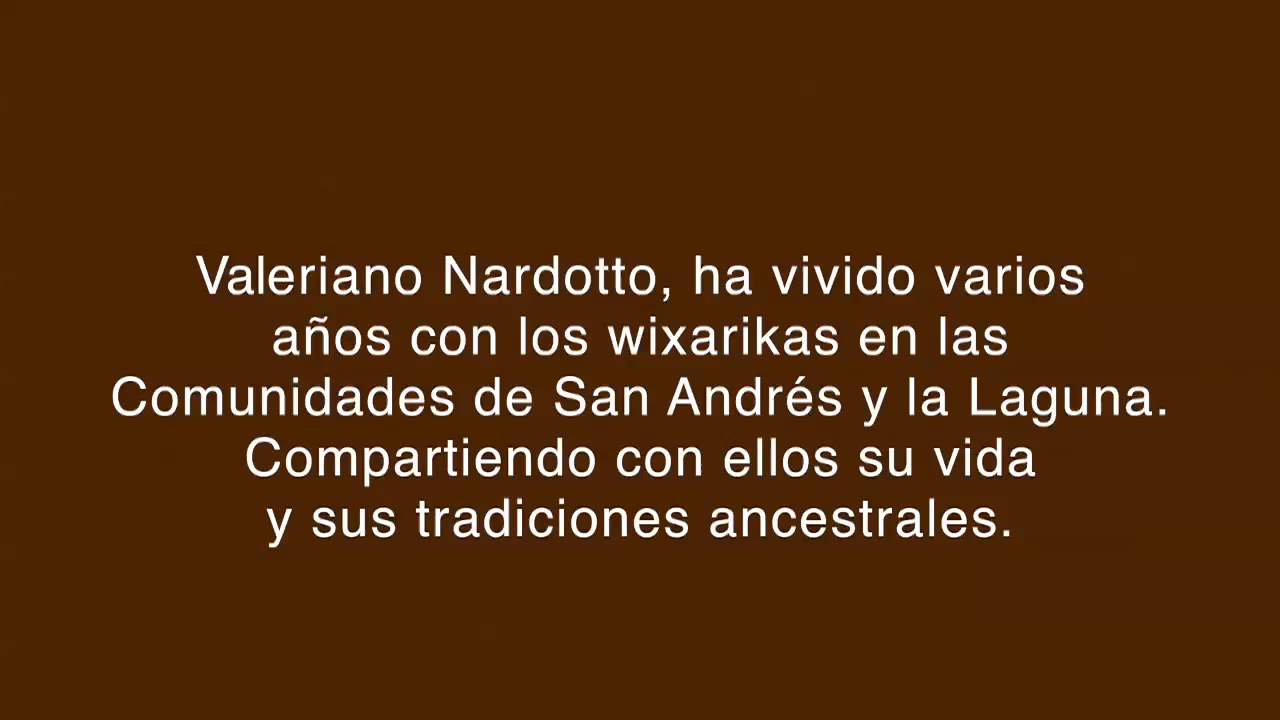 Valeriano Nardotto, ha vivido varios
años con los wixarikas en las
Comunidades de San Andrés y la Laguna.
Compartiendo con ellos su vida
y sus tradiciones ancestrales.